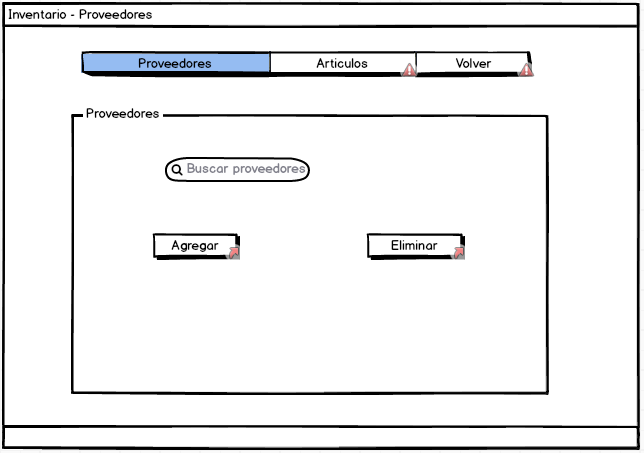 Inventario - Proveedores
Proveedores
Articulos
Volver
Proveedores
Buscar proveedores
Agregar
Eliminar